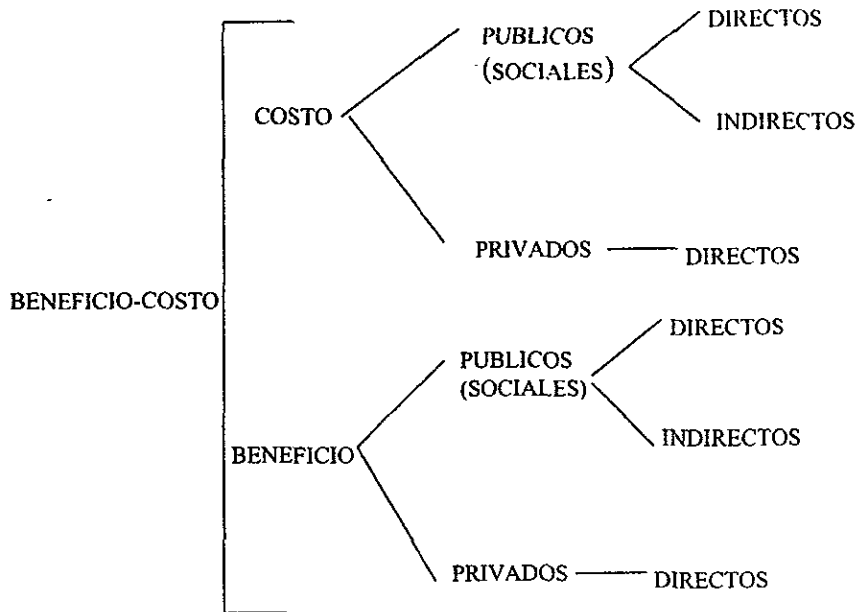 PUBLICOS
(SOCIALES)
DIRECTOS
INDIRECTOS
COSTO
PRIVADOS
DIRECTOS
BENEFICIO-COSTO
PUBLICOS
(SOCIALES)
DIRECTOS
INDIRECTOS
BENEFICIO
PRIVADOS
DIRECTOS